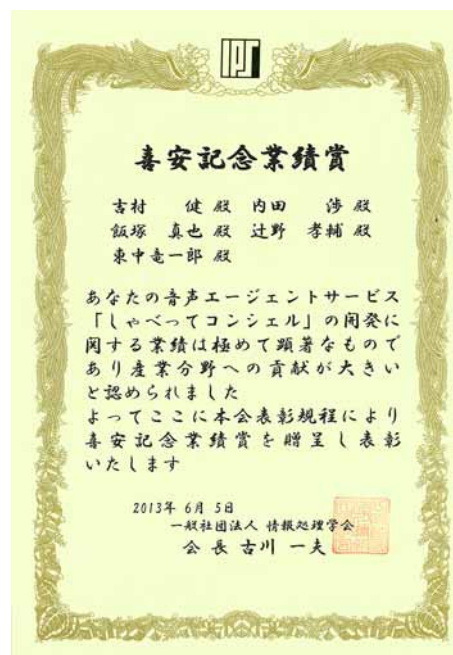 IPS
喜安記念業績賞
吉村 健 殿 内田 渉 殿
飯塚 真也 殿 辻野 孝輔 殿
東中竜一郎 殿
あなたの音声エージェントサービス
「しゃべってコンシェル」の開発に
関する業績は極めて顕著なもので
あり産業分野への貢献が大きい
と認められました
よってここに本会表彰規程により
喜安記念業績賞を贈呈し表彰
いたします
2013年 6月 5日
一般社団法人 情報処理学会
会長 古川 一夫